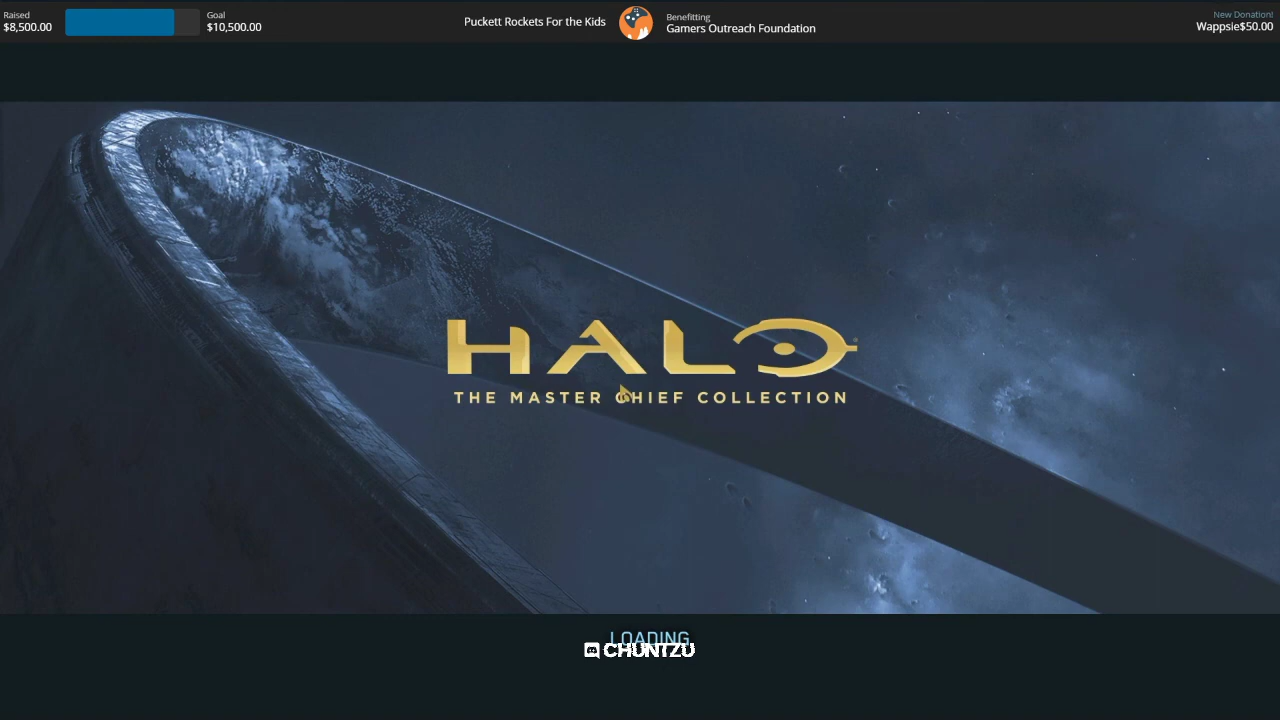 Raised
$8,500.00
Goal
$10,500.00
Puckett Rockets For the Kids
Benefitting
Gamers Outreach Foundation
New Donation!
Wappsie$50.00
HALO
THE MASTER CHIEF COLLECTION
LOADING
CHUNTZU